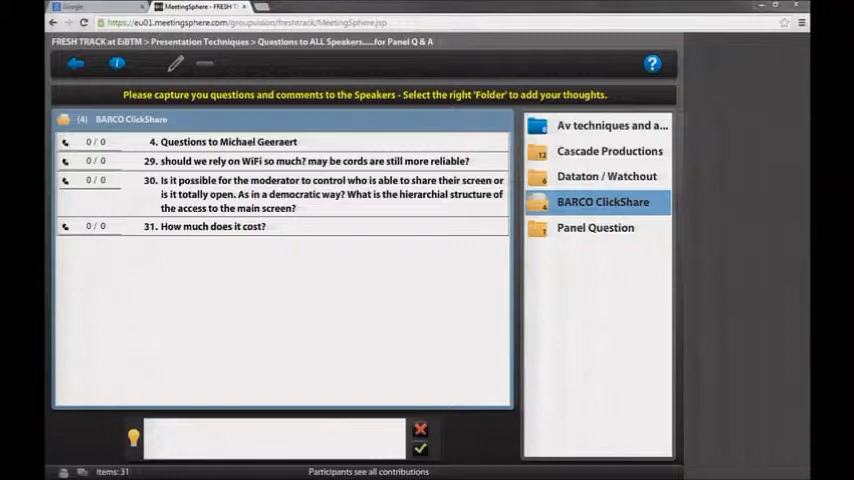 Google
MeetingSphere - FRESH T
https://eu01.meetingsphere.com/groupvision/freshtrack/MeetingSphere.jsp
FRESH TRACK at EiBTM > Presentation Techniques > Questions to ALL Speakers.....for Panel Q & A
Please capture you questions and comments to the Speakers - Select the right 'Folder' to add your thoughts.
(4) BARCO ClickShare
0 / 0 4. Questions to Michael Geeraert
0 / 0 29. should we rely on WiFi so much? may be cords are still more reliable?
0 / 0 30. Is it possible for the moderator to control who is able to share their screen or
is it totally open. As in a democratic way? What is the hierarchial structure of
the access to the main screen?
0 / 0 31. How much does it cost?
Av techniques and a...
12 Cascade Productions
6 Dataton / Watchout
4 BARCO ClickShare
1 Panel Question
Items: 31
Participants see all contributions